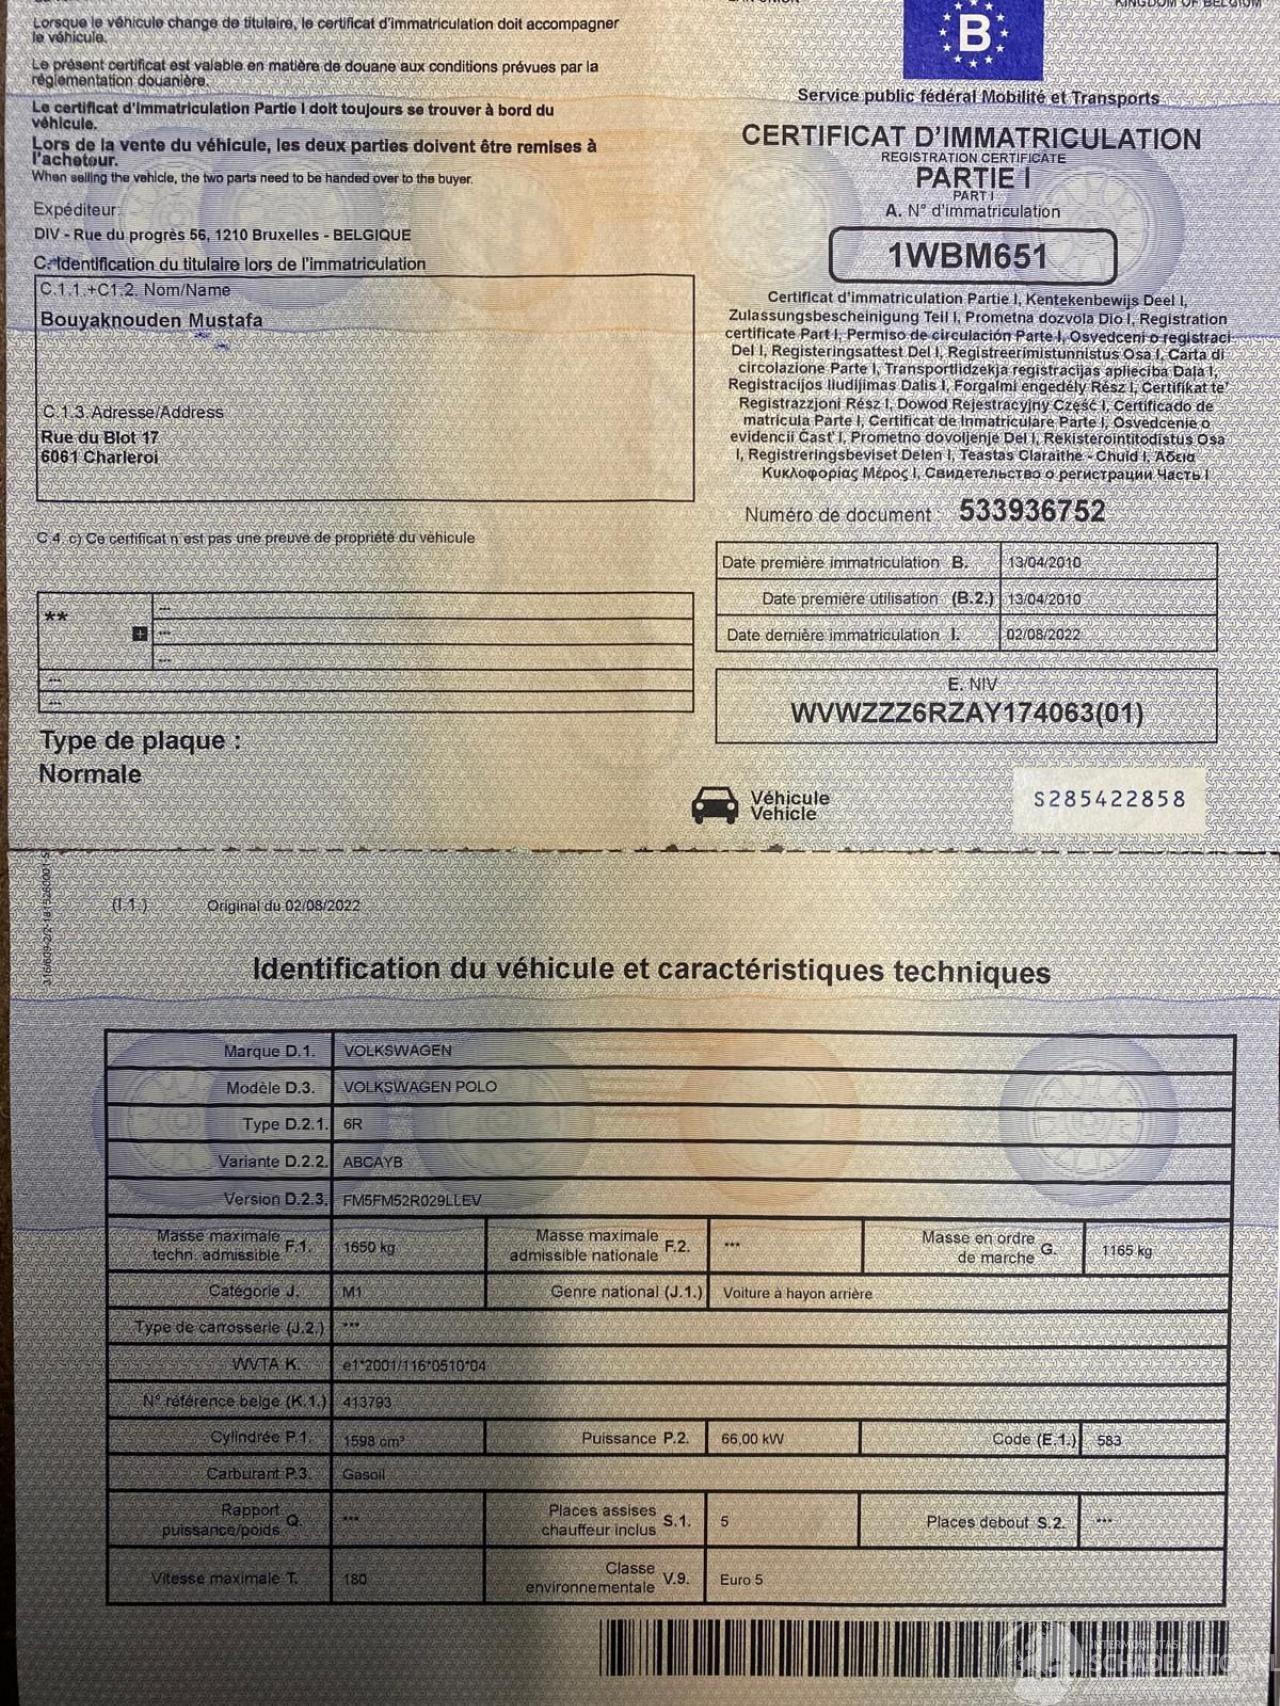 Lorsque le véhicule change de titulaire, le certificat d'immatriculation doit accompagner
le véhicule.
Le présent certificat est valable en matière de douane aux conditions prévues par la
réglementation douanière.
Le certificat d'immatriculation Partie I doit toujours se trouver à bord du
véhicule.
Lors de la vente du véhicule, les deux parties doivent être remises à
l'acheteur.
When selling the vehicle, the two parts need to be handed over to the buyer.
Expéditeur:
DIV - Rue du progrès 56, 1210 Bruxelles - BELGIQUE
C. Identification du titulaire lors de l'immatriculation
C.1.1.+C1.2. Nom/Name
Bouyaknouden Mustafa
C.1.3. Adresse/Address
Rue du Blot 17
6061 Charleroi
C.4. c) Ce certificat n'est pas une preuve de propriété du véhicule
**
+
---
---
---
---
---
Type de plaque :
Normale
KINGDOM OF BELGIUM
B
Service public fédéral Mobilité et Transports
CERTIFICAT D'IMMATRICULATION
REGISTRATION CERTIFICATE
PARTIE I
PART I
A. N° d'immatriculation
1WBM651
Certificat d'immatriculation Partie I, Kentekenbewijs Deel I,
Zulassungsbescheinigung Teil I, Prometna dozvola Dio I, Registration
certificate Part I, Permiso de circulación Parte I, Osvedceni o registraci
Del I, Registeringsattest Del I, Registreerimistunnistus Osa I, Carta di
circolazione Parte I, Transportlidzekja registracijas aplieciba Dala I,
Registracijos liudijimas Dalis I, Forgalmi engedély Rész I, Certifikat te'
Registrazzjoni Rész I, Dowod Rejestracyjny Część I, Certificado de
matricula Parte I, Certificat de Inmatriculare Parte I, Osvedcenie o
evidencii Čast' I, Prometno dovoljenje Del I, Rekisterointitodistus Osa
I, Registreringsbeviset Delen I, Teastas Claraithe - Chuid I, Άδεια
Κυκλοφορίας Μέρος I, Свидетельство о регистрации Часть I
Numéro de document : 533936752
Date première immatriculation B. 13/04/2010
Date première utilisation (B.2.) 13/04/2010
Date dernière immatriculation I. 02/08/2022
E. NIV
WVWZZZ6RZAY174063(01)
Véhicule
Vehicle
S285422858
(I.1.) Original du 02/08/2022
Identification du véhicule et caractéristiques techniques
Marque D.1. VOLKSWAGEN
Modèle D.3. VOLKSWAGEN POLO
Type D.2.1. 6R
Variante D.2.2. ABCAYB
Version D.2.3. FM5FM52R029LLEV
Masse maximale techn. admissible F.1. 1650 kg Masse maximale admissible nationale F.2. *** Masse en ordre de marche G. 1165 kg
Catégorie J. M1 Genre national (J.1.) Voiture à hayon arrière
Type de carrosserie (J.2.) ***
WVTA K. e1*2001/116*0510*04
N° référence belge (K.1.) 413793
Cylindrée P.1. 1598 cm³ Puissance P.2. 66,00 kW Code (E.1.) 583
Carburant P.3. Gasoil
Rapport puissance/poids Q. *** Places assises chauffeur inclus S.1. 5 Places debout S.2. ***
Vitesse maximale T. 180 Classe environnementale V.9. Euro 5